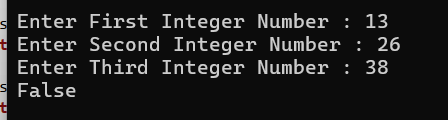 Enter First Integer Number : 13
Enter Second Integer Number : 26
Enter Third Integer Number : 38
False